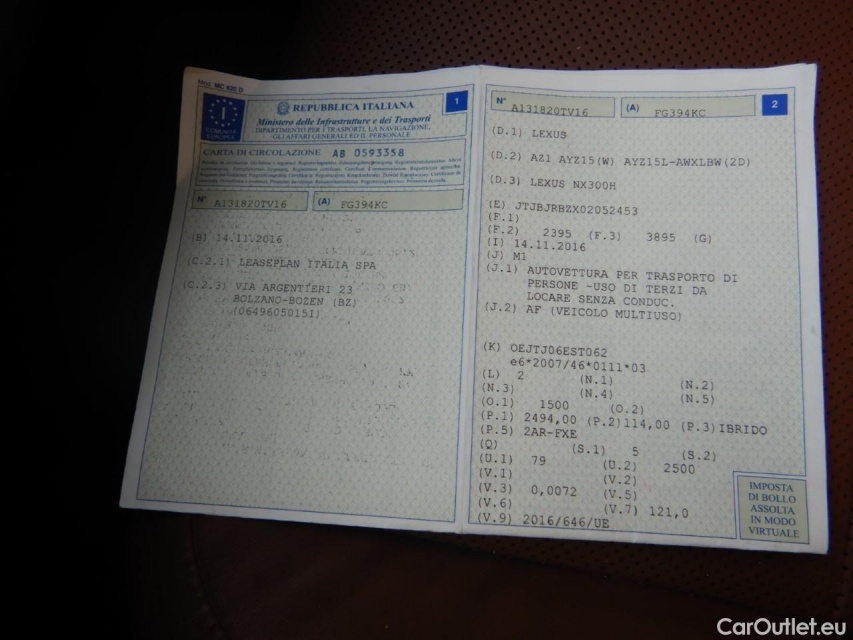 Mod. MC 820 D
COMUNITÀ EUROPEA
I
REPUBBLICA ITALIANA
1
Ministero delle Infrastrutture e dei Trasporti
DIPARTIMENTO PER I TRASPORTI, LA NAVIGAZIONE,
GLI AFFARI GENERALI ED IL PERSONALE
CARTA DI CIRCOLAZIONE AB 0593358
N° A131820TV16 (A) FG394KC
(B) 14.11.2016
(C.2.1) LEASEPLAN ITALIA SPA
(C.2.3) VIA ARGENTIERI 23
BOLZANO-BOZEN (BZ)
(06496050151)
N° A131820TV16 (A) FG394KC 2
(D.1) LEXUS
(D.2) AZ1 AYZ15(W) AYZ15L-AWXLBW(2D)
(D.3) LEXUS NX300H
(E) JTJBJRBZX02052453
(F.1)
(F.2) 2395 (F.3) 3895 (G)
(I) 14.11.2016
(J) M1
(J.1) AUTOVETTURA PER TRASPORTO DI
PERSONE -USO DI TERZI DA
LOCARE SENZA CONDUC.
(J.2) AF (VEICOLO MULTIUSO)
(K) OEJTJ06EST062
e6*2007/46*0111*03
(L) 2 (N.1) (N.2)
(N.3) (N.4) (N.5)
(O.1) 1500 (O.2)
(P.1) 2494,00 (P.2)114,00 (P.3)IBRIDO
(P.5) 2AR-FXE
(Q) (S.1) 5 (S.2)
(U.1) 79 (U.2) 2500
(V.1) (V.2)
(V.3) 0,0072 (V.5)
(V.6) (V.7) 121,0
(V.9) 2016/646/UE
IMPOSTA
DI BOLLO
ASSOLTA
IN MODO
VIRTUALE
CarOutlet.eu